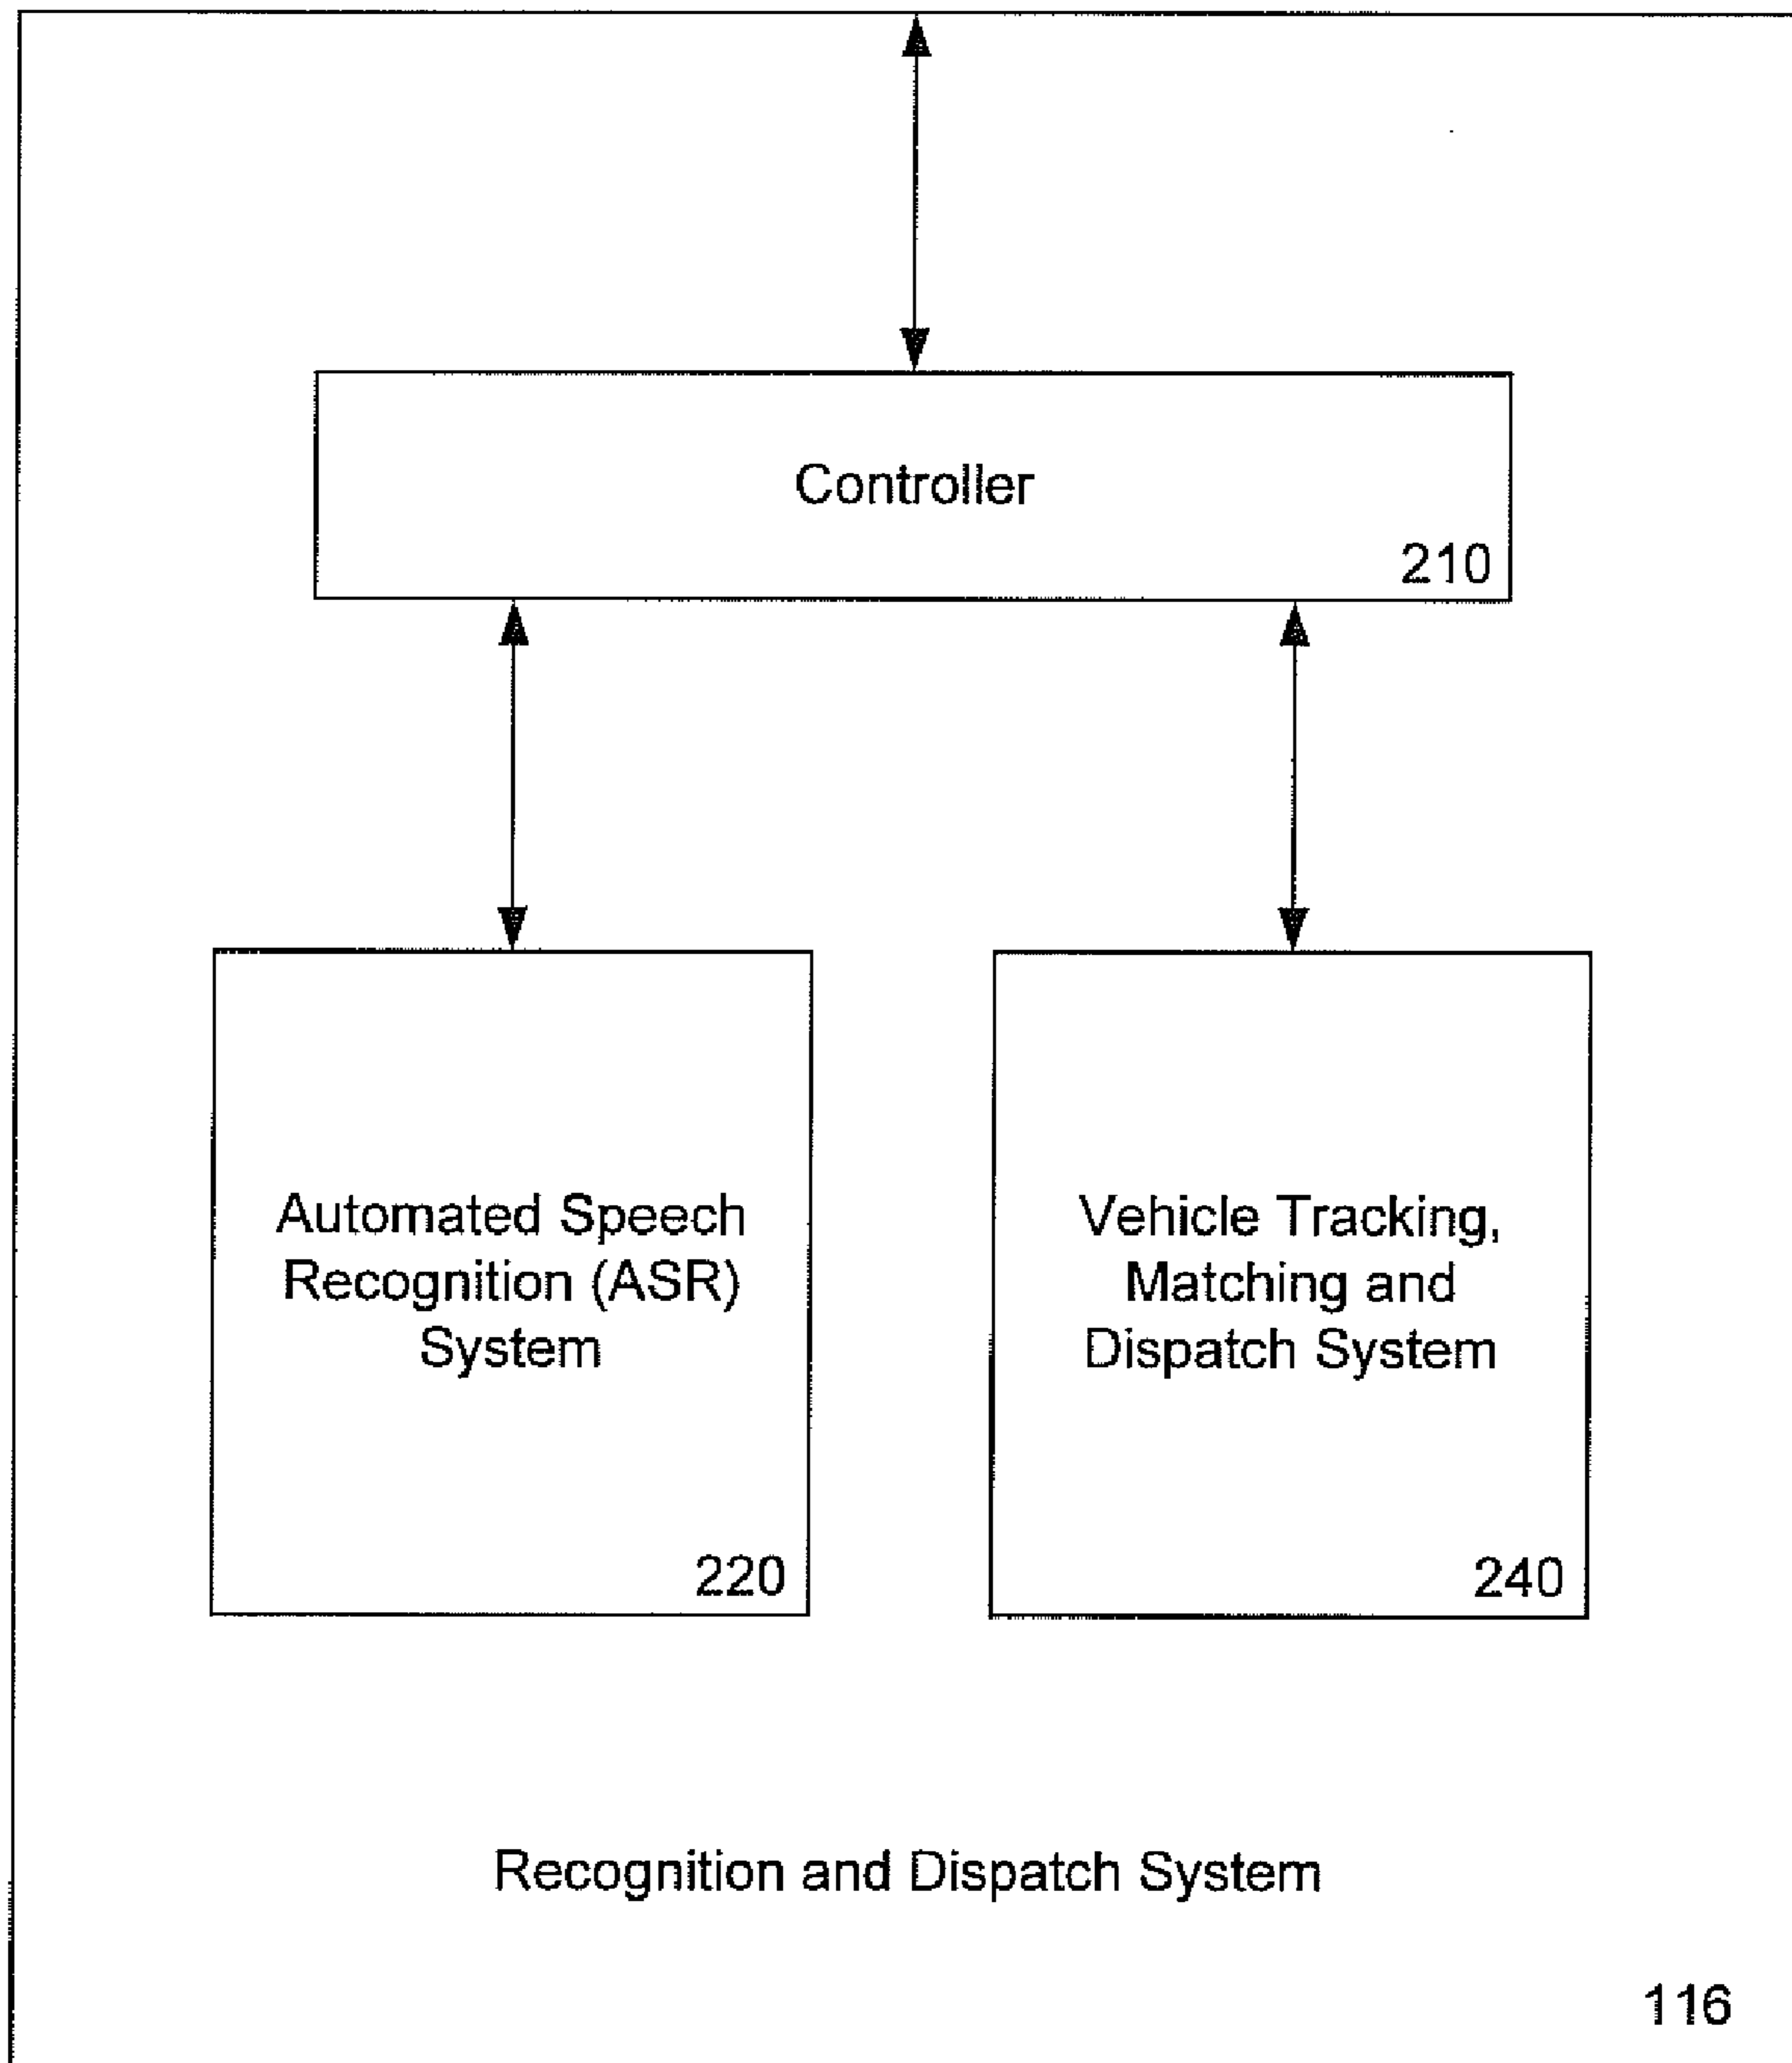 Controller
210
Automated Speech
Recognition (ASR)
System
220
Vehicle Tracking,
Matching and
Dispatch System
240
Recognition and Dispatch System
116